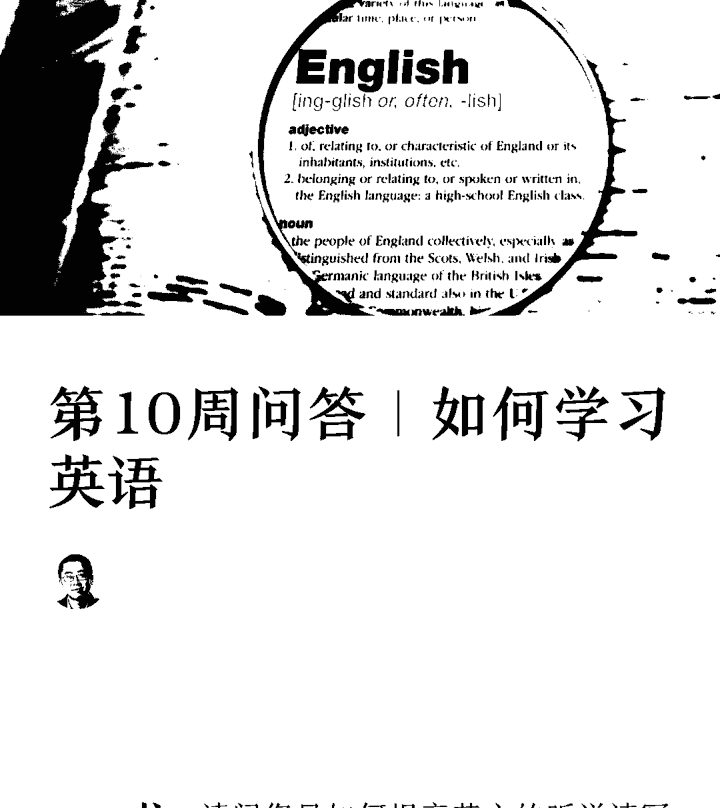 variety of this language
ular time, place, or person
English
[ing-glish or, often, -lish]
adjective
1. of, relating to, or characteristic of England or its
inhabitants, institutions, etc.
2. belonging or relating to, or spoken or written in,
the English language: a high-school English class.
noun
the people of England collectively, especially as
istinguished from the Scots, Welsh, and Irish
Germanic language of the British Isles
and standard also in the U.S
Commonwealth,
第10周问答｜如何学习
英语